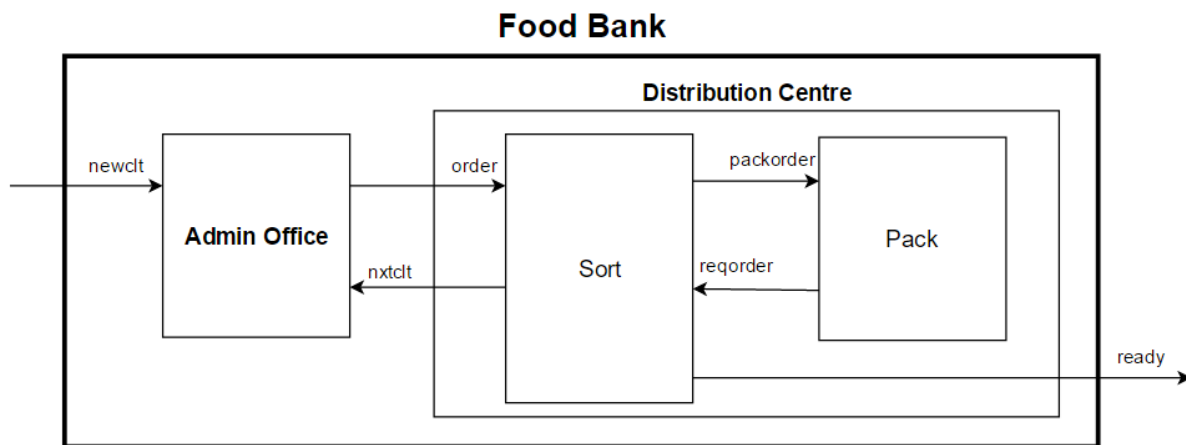 Food Bank
Distribution Centre
newclt
order
packorder
Admin Office
Sort
Pack
nxtclt
reqorder
ready